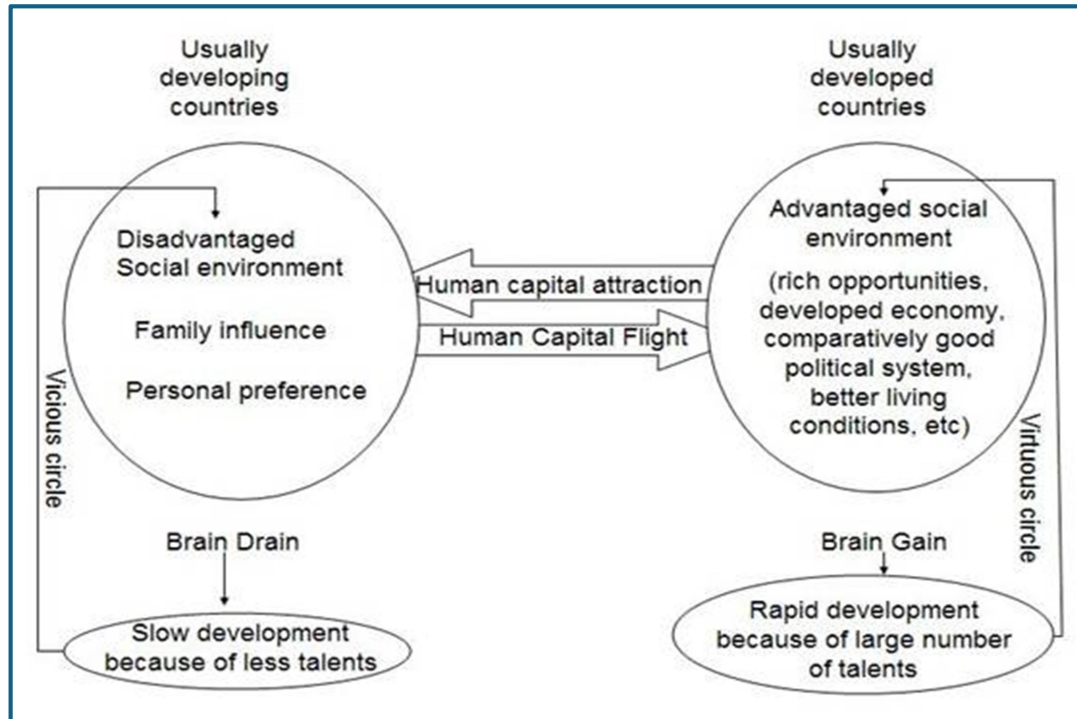 Usually
developing
countries
Usually
developed
countries
Disadvantaged
Social environment
Family influence
Personal preference
Human capital attraction
Human Capital Flight
Advantaged social
environment
(rich opportunities,
developed economy,
comparatively good
political system,
better living
conditions, etc)
Vicious circle
Virtuous circle
Brain Drain
Slow development
because of less talents
Brain Gain
Rapid development
because of large number
of talents